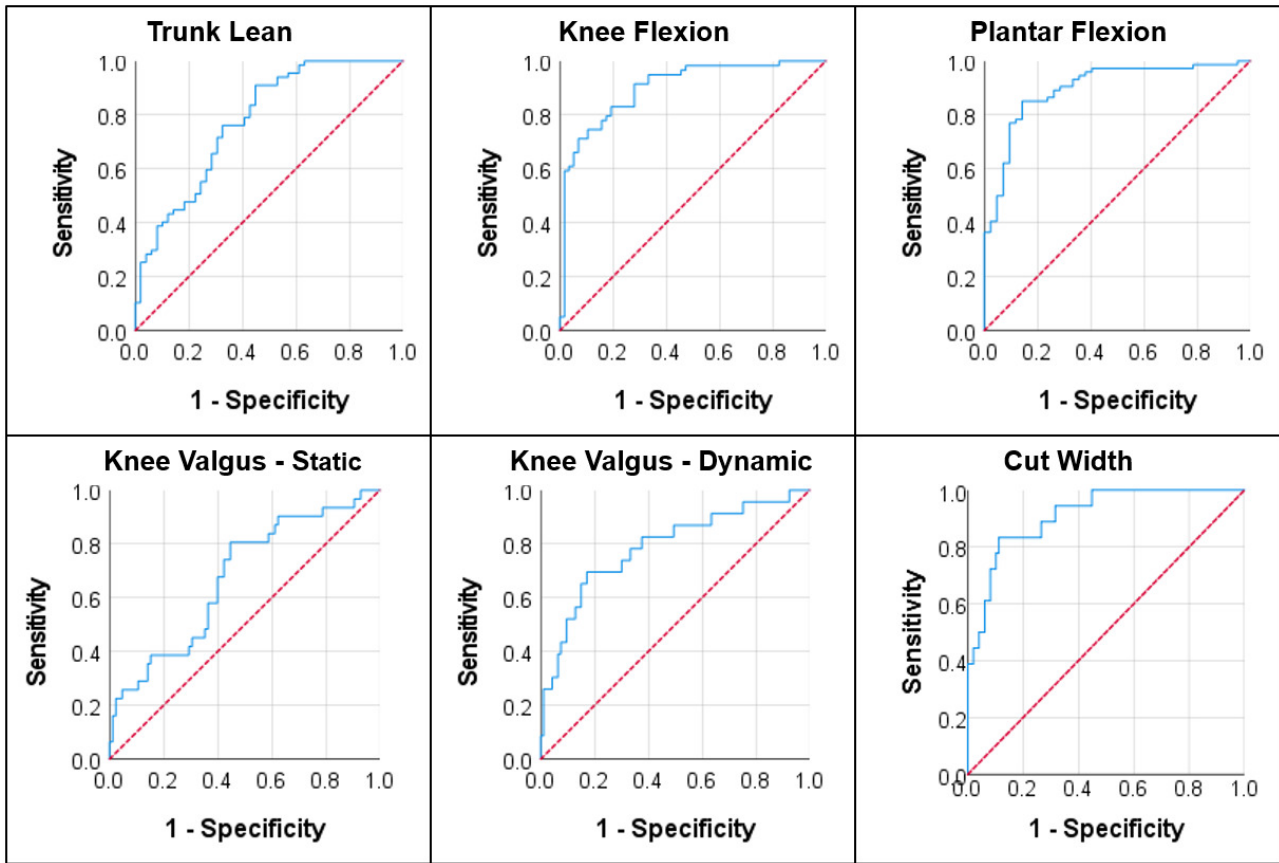 Trunk Lean
1.0
0.8
0.6
0.4
0.2
0.0
Sensitivity
0.0 0.2 0.4 0.6 0.8 1.0
1 - Specificity
Knee Flexion
1.0
0.8
0.6
0.4
0.2
0.0
Sensitivity
0.0 0.2 0.4 0.6 0.8 1.0
1 - Specificity
Plantar Flexion
1.0
0.8
0.6
0.4
0.2
0.0
Sensitivity
0.0 0.2 0.4 0.6 0.8 1.0
1 - Specificity
Knee Valgus - Static
1.0
0.8
0.6
0.4
0.2
0.0
Sensitivity
0.0 0.2 0.4 0.6 0.8 1.0
1 - Specificity
Knee Valgus - Dynamic
1.0
0.8
0.6
0.4
0.2
0.0
Sensitivity
0.0 0.2 0.4 0.6 0.8 1.0
1 - Specificity
Cut Width
1.0
0.8
0.6
0.4
0.2
0.0
Sensitivity
0.0 0.2 0.4 0.6 0.8 1.0
1 - Specificity